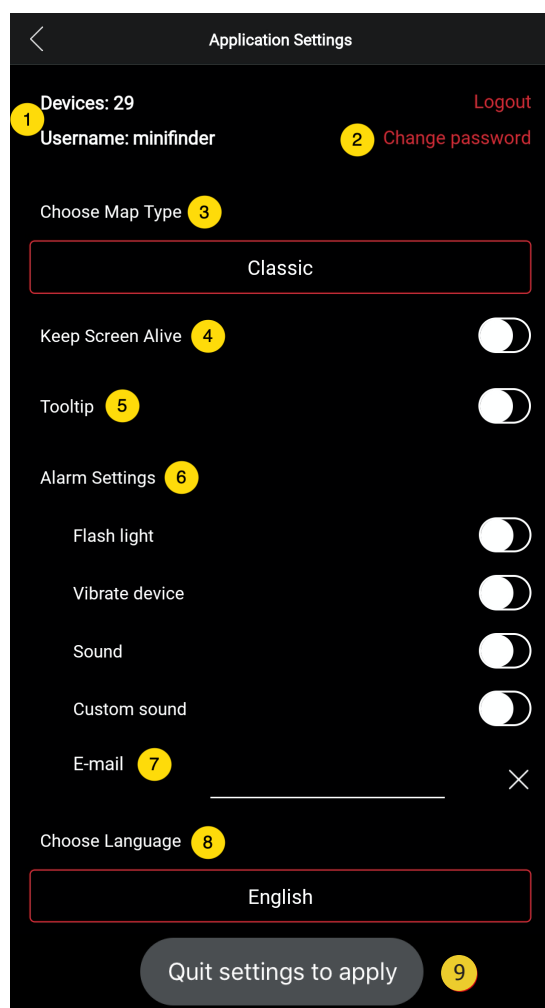 Application Settings
Devices: 29
Logout
1
Username: minifinder
2 Change password
Choose Map Type 3
Classic
Keep Screen Alive 4
Tooltip 5
Alarm Settings 6
Flash light
Vibrate device
Sound
Custom sound
E-mail 7
Choose Language 8
English
Quit settings to apply 9